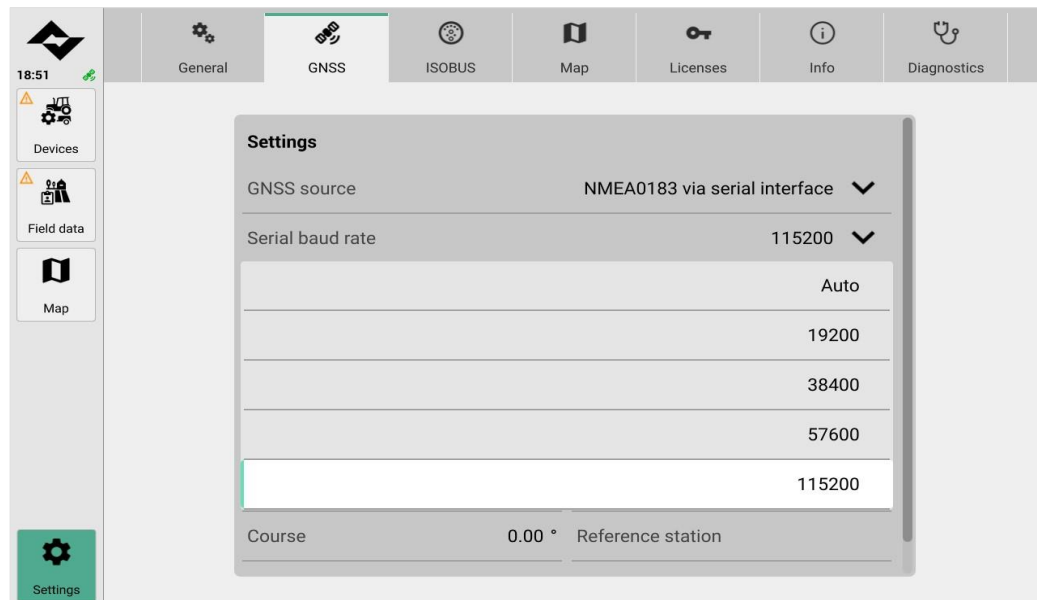 General
GNSS
ISOBUS
Map
Licenses
Info
Diagnostics
18:51
Devices
Field data
Map
Settings
Settings
GNSS source NMEA0183 via serial interface
Serial baud rate 115200
Auto
19200
38400
57600
115200
Course 0.00 ° Reference station